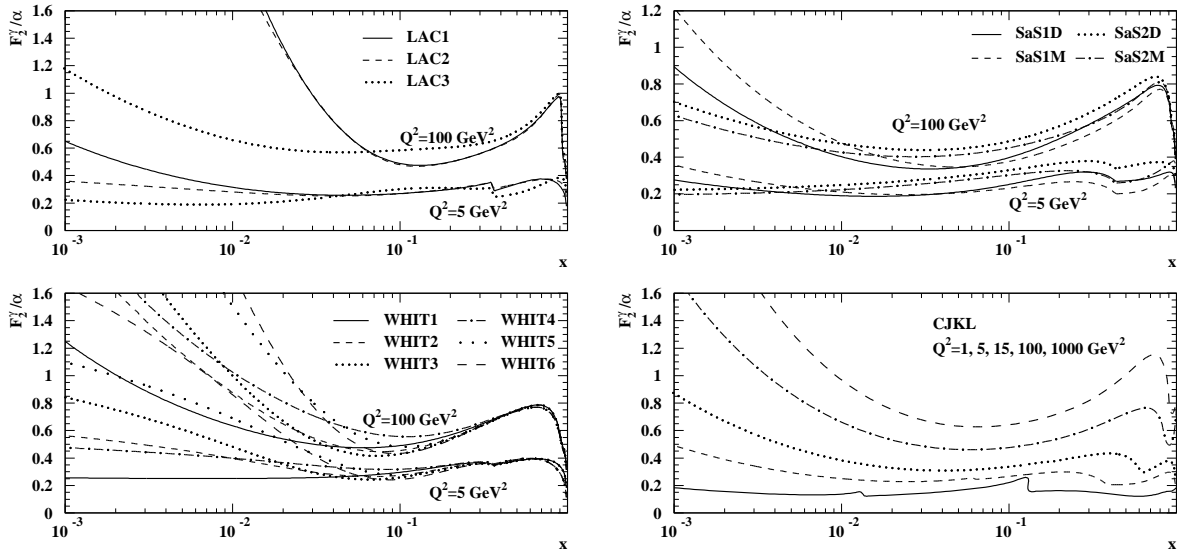 F₂^γ/α
1.6
1.4
1.2
1
0.8
0.6
0.4
0.2
0
LAC1
LAC2
LAC3
Q²=100 GeV²
Q²=5 GeV²
10⁻³
10⁻²
10⁻¹
x
F₂^γ/α
1.2
1
0.8
0.6
0.4
0.2
0
SaS1D SaS2D
SaS1M SaS2M
Q²=100 GeV²
Q²=5 GeV²
10⁻³
10⁻²
10⁻¹
x
F₂^γ/α
1.6
1.4
1.2
1
0.8
0.6
0.4
0.2
0
WHIT1 WHIT4
WHIT2 WHIT5
WHIT3 WHIT6
Q²=100 GeV²
Q²=5 GeV²
10⁻³
10⁻²
10⁻¹
x
F₂^γ/α
1.6
1.4
1.2
1
0.8
0.6
0.4
0.2
0
CJKL
Q²=1, 5, 15, 100, 1000 GeV²
10⁻³
10⁻²
10⁻¹
x